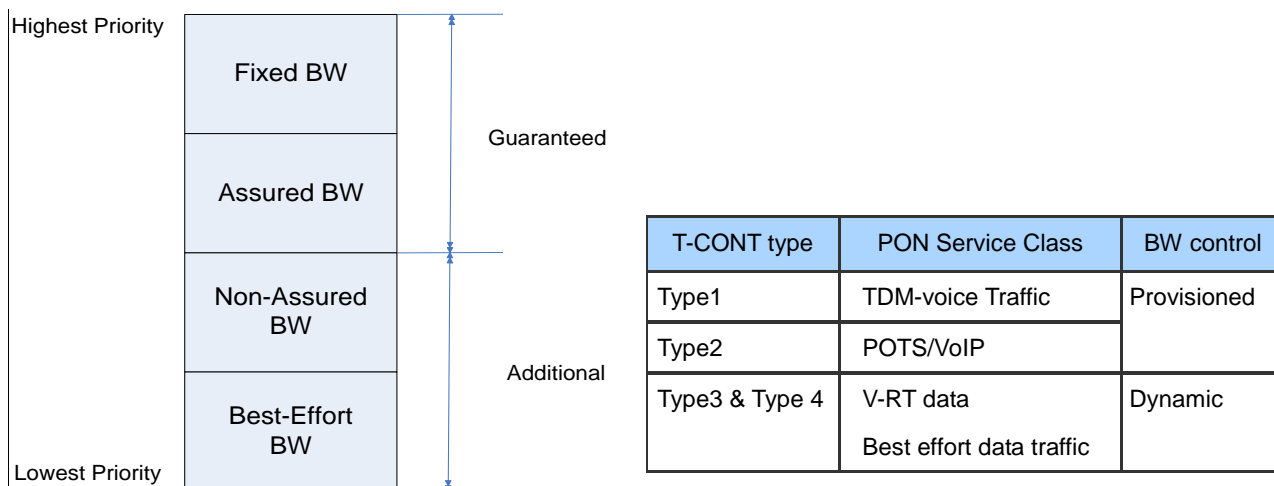 Highest Priority
Fixed BW
Guaranteed
Assured BW
Non-Assured
BW
Additional
Best-Effort
BW
Lowest Priority
T-CONT type PON Service Class BW control
Type1 TDM-voice Traffic Provisioned
Type2 POTS/VoIP
Type3 & Type 4 V-RT data Dynamic
Best effort data traffic